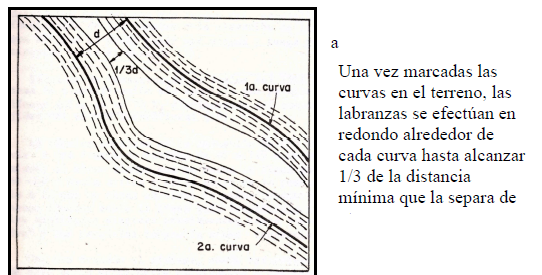 d
1/3d
1a. curva
2a. curva
a
Una vez marcadas las
curvas en el terreno, las
labranzas se efectúan en
redondo alrededor de
cada curva hasta alcanzar
1/3 de la distancia
mínima que la separa de